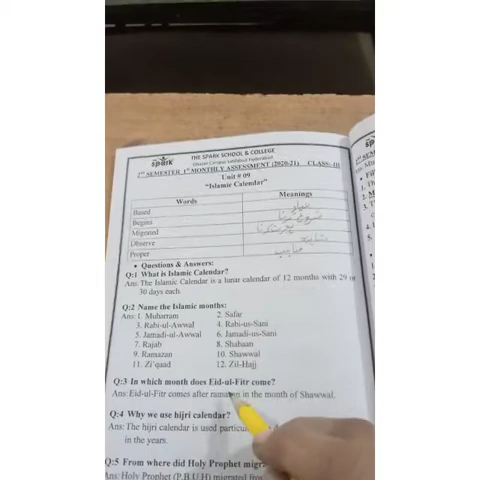 spark
THE SPARK SCHOOL & COLLEGE
2ND SEMESTER 1ST MONTHLY ASSESSMENT (2020-21) CLASS: III
Unit # 09
"Islamic Calendar"
Words Meanings
Based
Begins شروع کرنا
Migrated ہجرت کرنا
Observe
Proper مناسب
• Questions & Answers:
Q:1 What is Islamic Calendar?
Ans: The Islamic Calendar is a lunar calendar of 12 months with 29 or
30 days each.
Q:2 Name the Islamic months:
Ans: 1. Muharram 2. Safar
3. Rabi-ul-Awwal 4. Rabi-us-Sani
5. Jamadi-ul-Awwal 6. Jamadi-us-Sani
7. Rajab 8. Shabaan
9. Ramazan 10. Shawwal
11. Zi'qaad 12. Zil-Hajj
Q:3 In which month does Eid-ul-Fitr come?
Ans: Eid-ul-Fitr comes after ramazan in the month of Shawwal.
Q:4 Why we use hijri calendar?
Ans: The hijri calendar is used
in the years.
Q:5 From where did Holy Prophet
Ans: Holy Prophet (P.B.U.H) migrated from